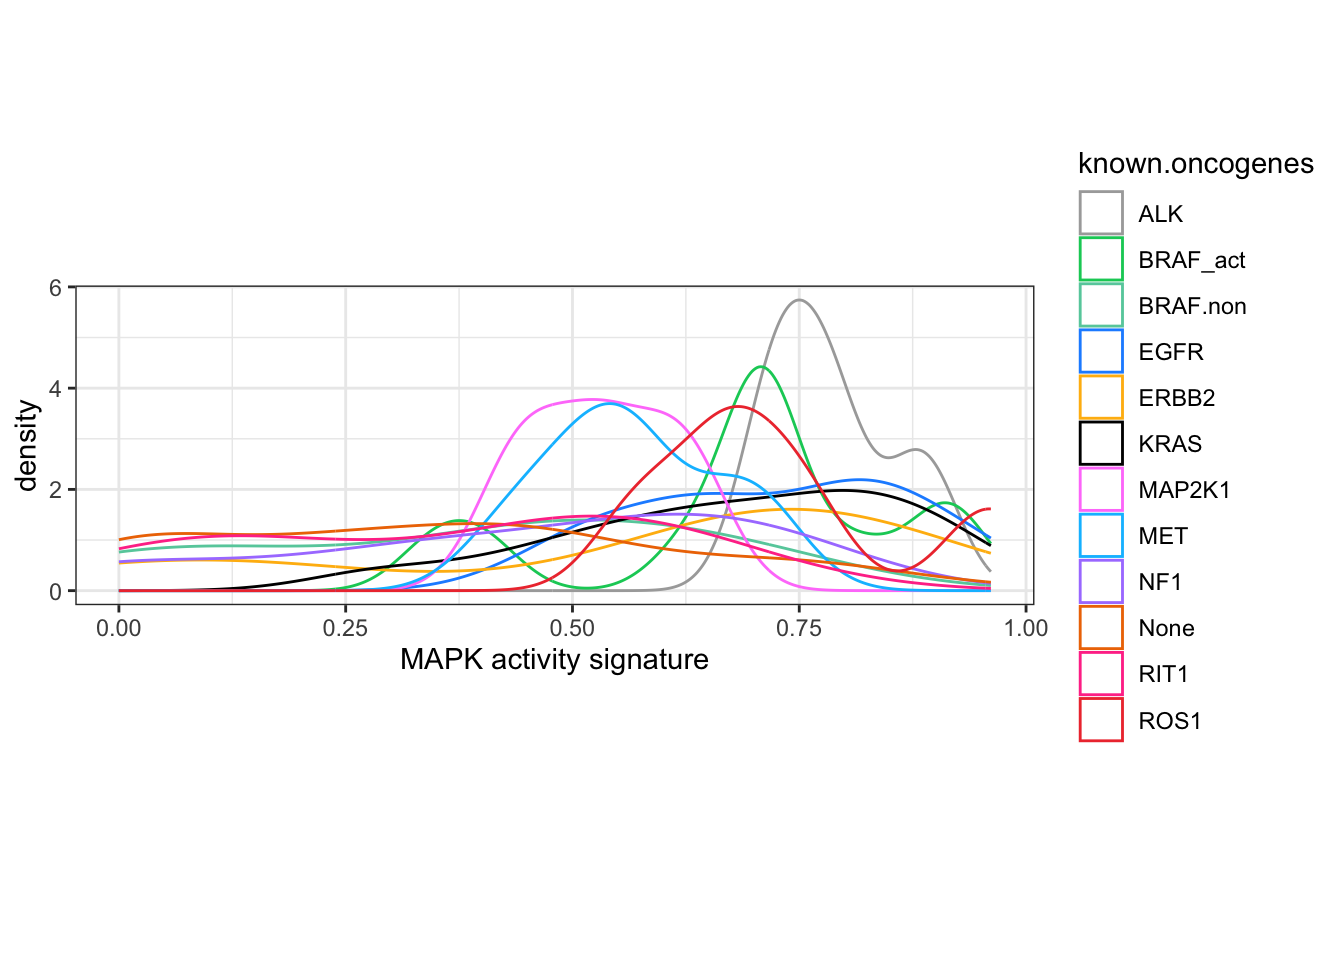 known.oncogenes
ALK
BRAF_act
BRAF.non
EGFR
ERBB2
KRAS
MAP2K1
MET
NF1
None
RIT1
ROS1
density
6
4
2
0
0.00 0.25 0.50 0.75 1.00
MAPK activity signature